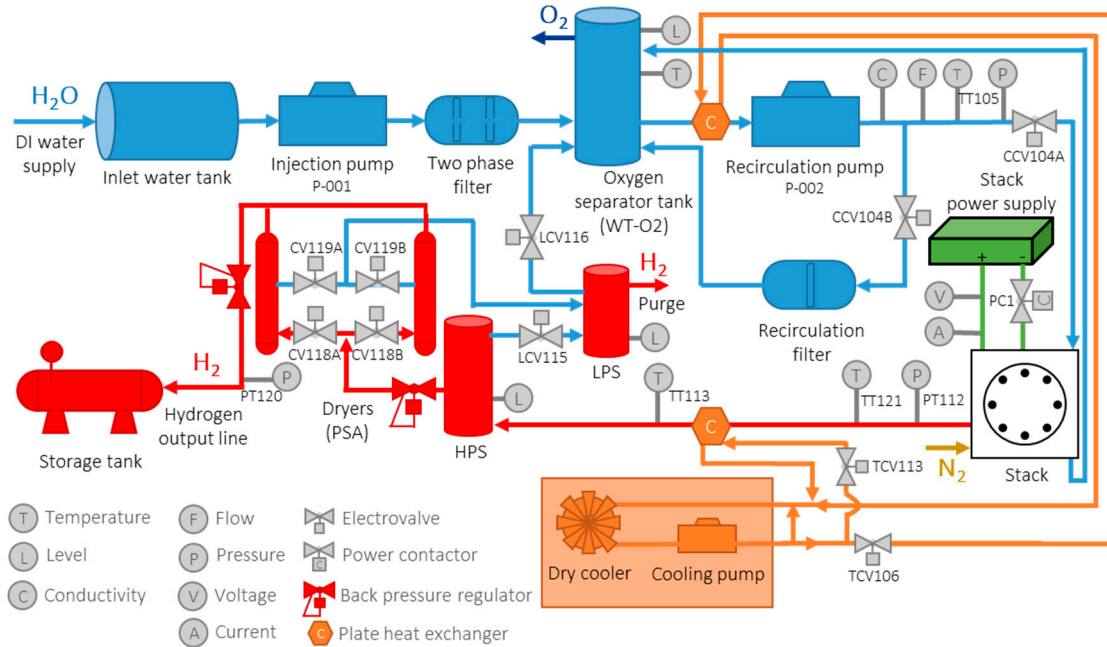 O2
L
T
H2O
DI water
supply
Inlet water tank
Injection pump
P-001
Two phase
filter
Oxygen
separator tank
(WT-O2)
C
Recirculation pump
P-002
C
F
T
P
TT105
CCV104A
Stack
power supply
+
-
CCV104B
LCV116
CV119A
CV119B
CV118A
CV118B
H2
Purge
LPS
L
LCV115
Recirculation
filter
V
A
PC1
C
H2
Hydrogen
output line
PT120
P
Dryers
(PSA)
L
HPS
T
TT113
C
T
TT121
P
PT112
N2
Stack
Storage tank
TCV113
Dry cooler
Cooling pump
TCV106
T Temperature
L Level
C Conductivity
F Flow
P Pressure
V Voltage
A Current
Electrovalve
C Power contactor
Back pressure regulator
C Plate heat exchanger